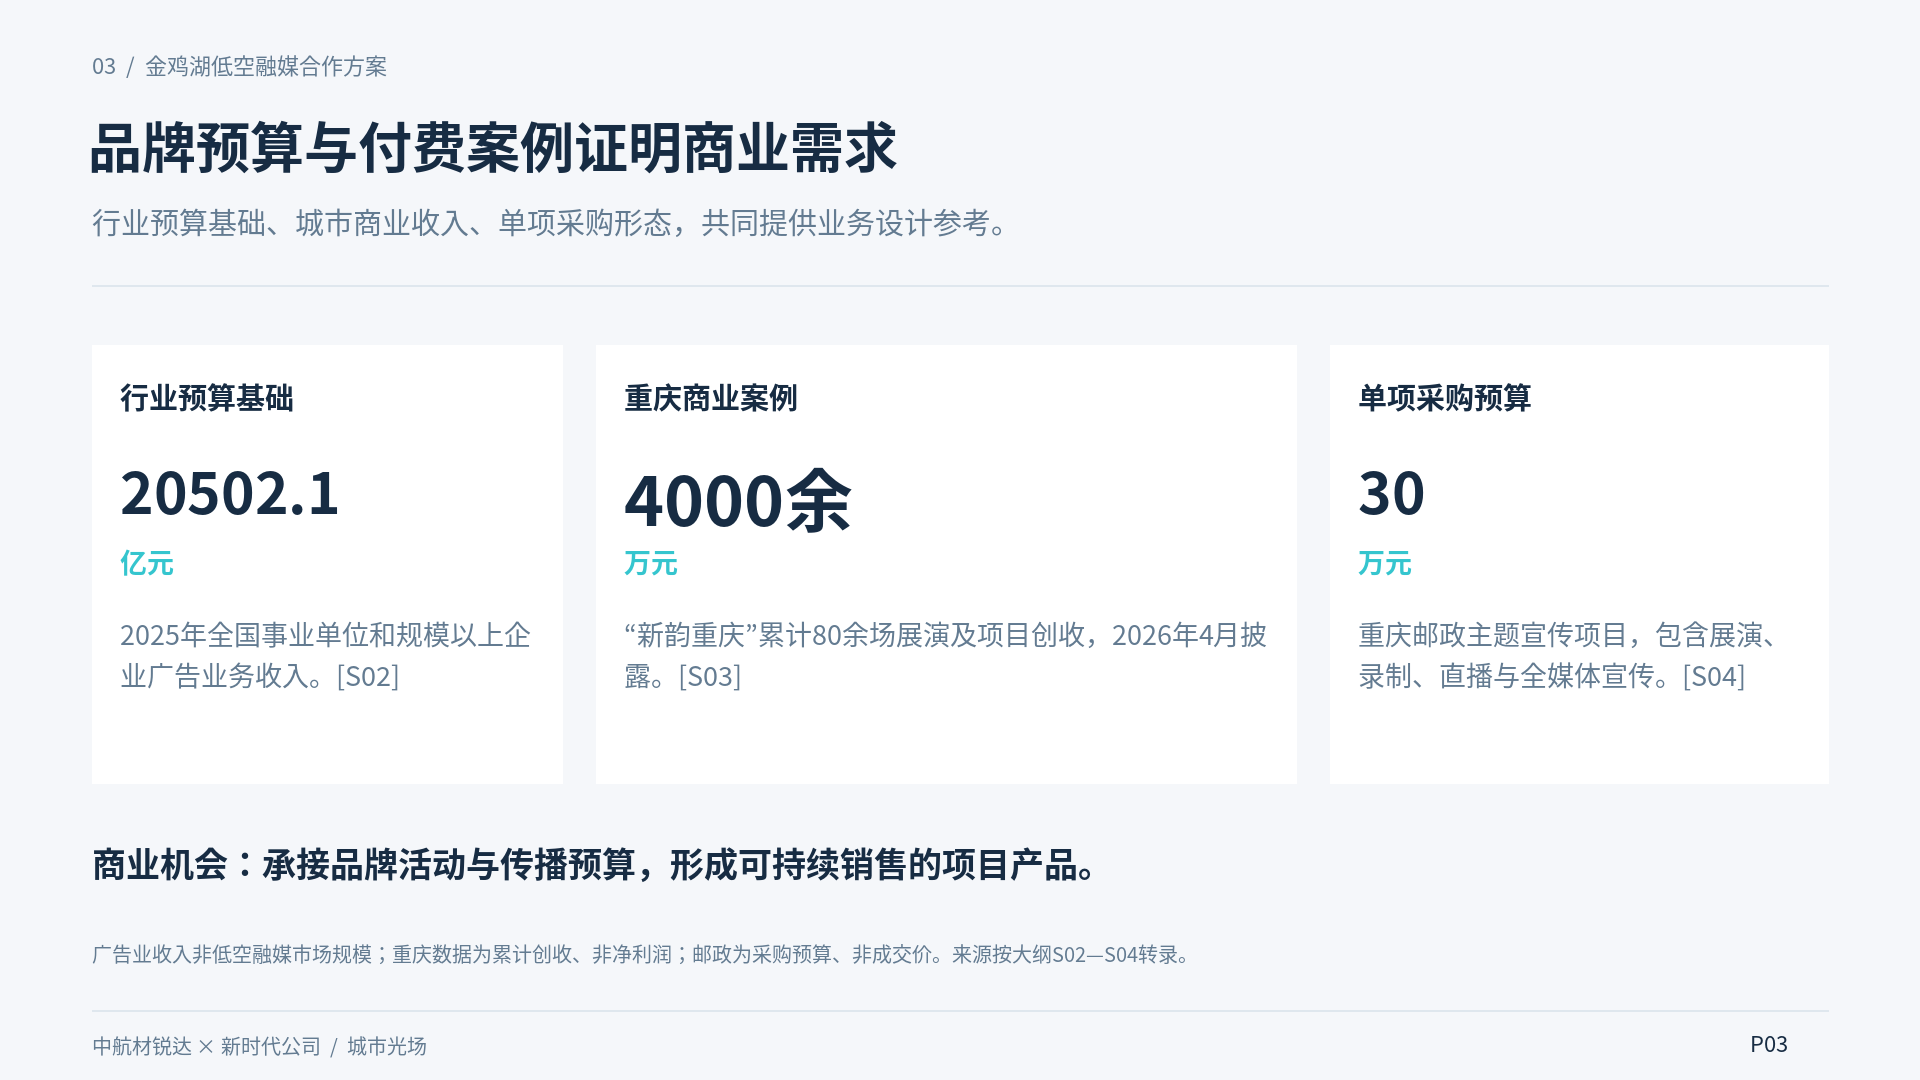 03 / 金鸡湖低空融媒合作方案
品牌预算与付费案例证明商业需求
行业预算基础、城市商业收入、单项采购形态，共同提供业务设计参考。
行业预算基础
20502.1
亿元
2025年全国事业单位和规模以上企
业广告业务收入。[S02]
重庆商业案例
4000余
万元
“新韵重庆”累计80余场展演及项目创收，2026年4月披
露。[S03]
单项采购预算
30
万元
重庆邮政主题宣传项目，包含展演、
录制、直播与全媒体宣传。[S04]
商业机会：承接品牌活动与传播预算，形成可持续销售的项目产品。
广告业收入非低空融媒市场规模；重庆数据为累计创收、非净利润；邮政为采购预算、非成交价。来源按大纲S02—S04转录。
中航材锐达 × 新时代公司 / 城市光场
P03